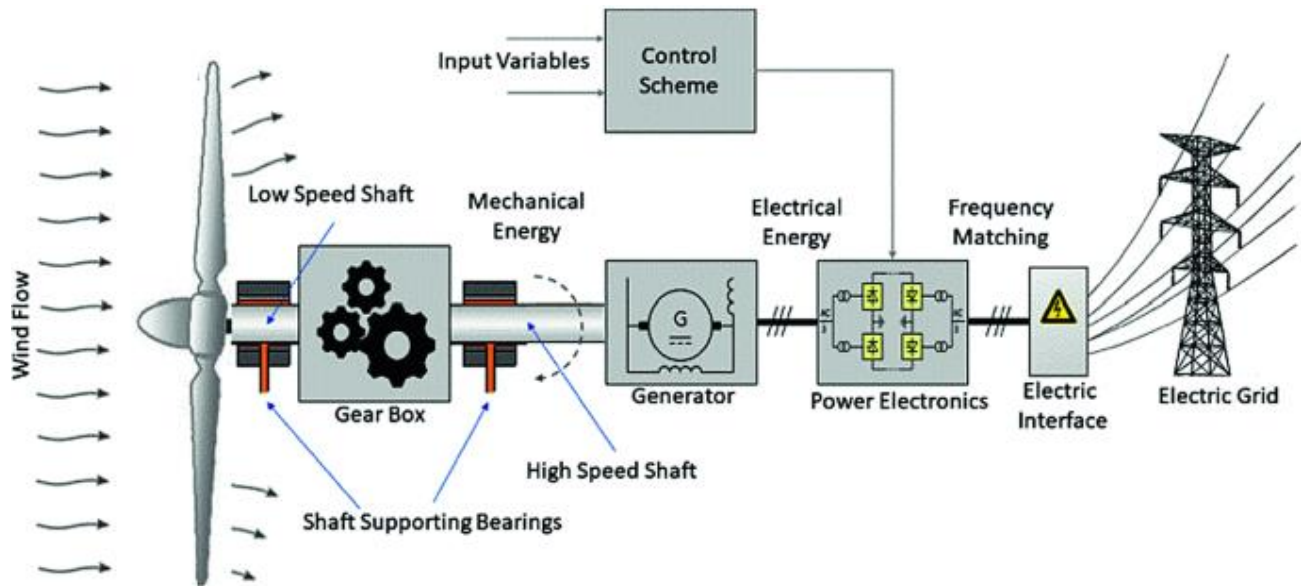 Input Variables
Control
Scheme
Low Speed Shaft
Mechanical
Energy
Electrical
Energy
Frequency
Matching
Wind Flow
G
Gear Box
Generator
Power Electronics
Electric
Interface
Electric Grid
High Speed Shaft
Shaft Supporting Bearings